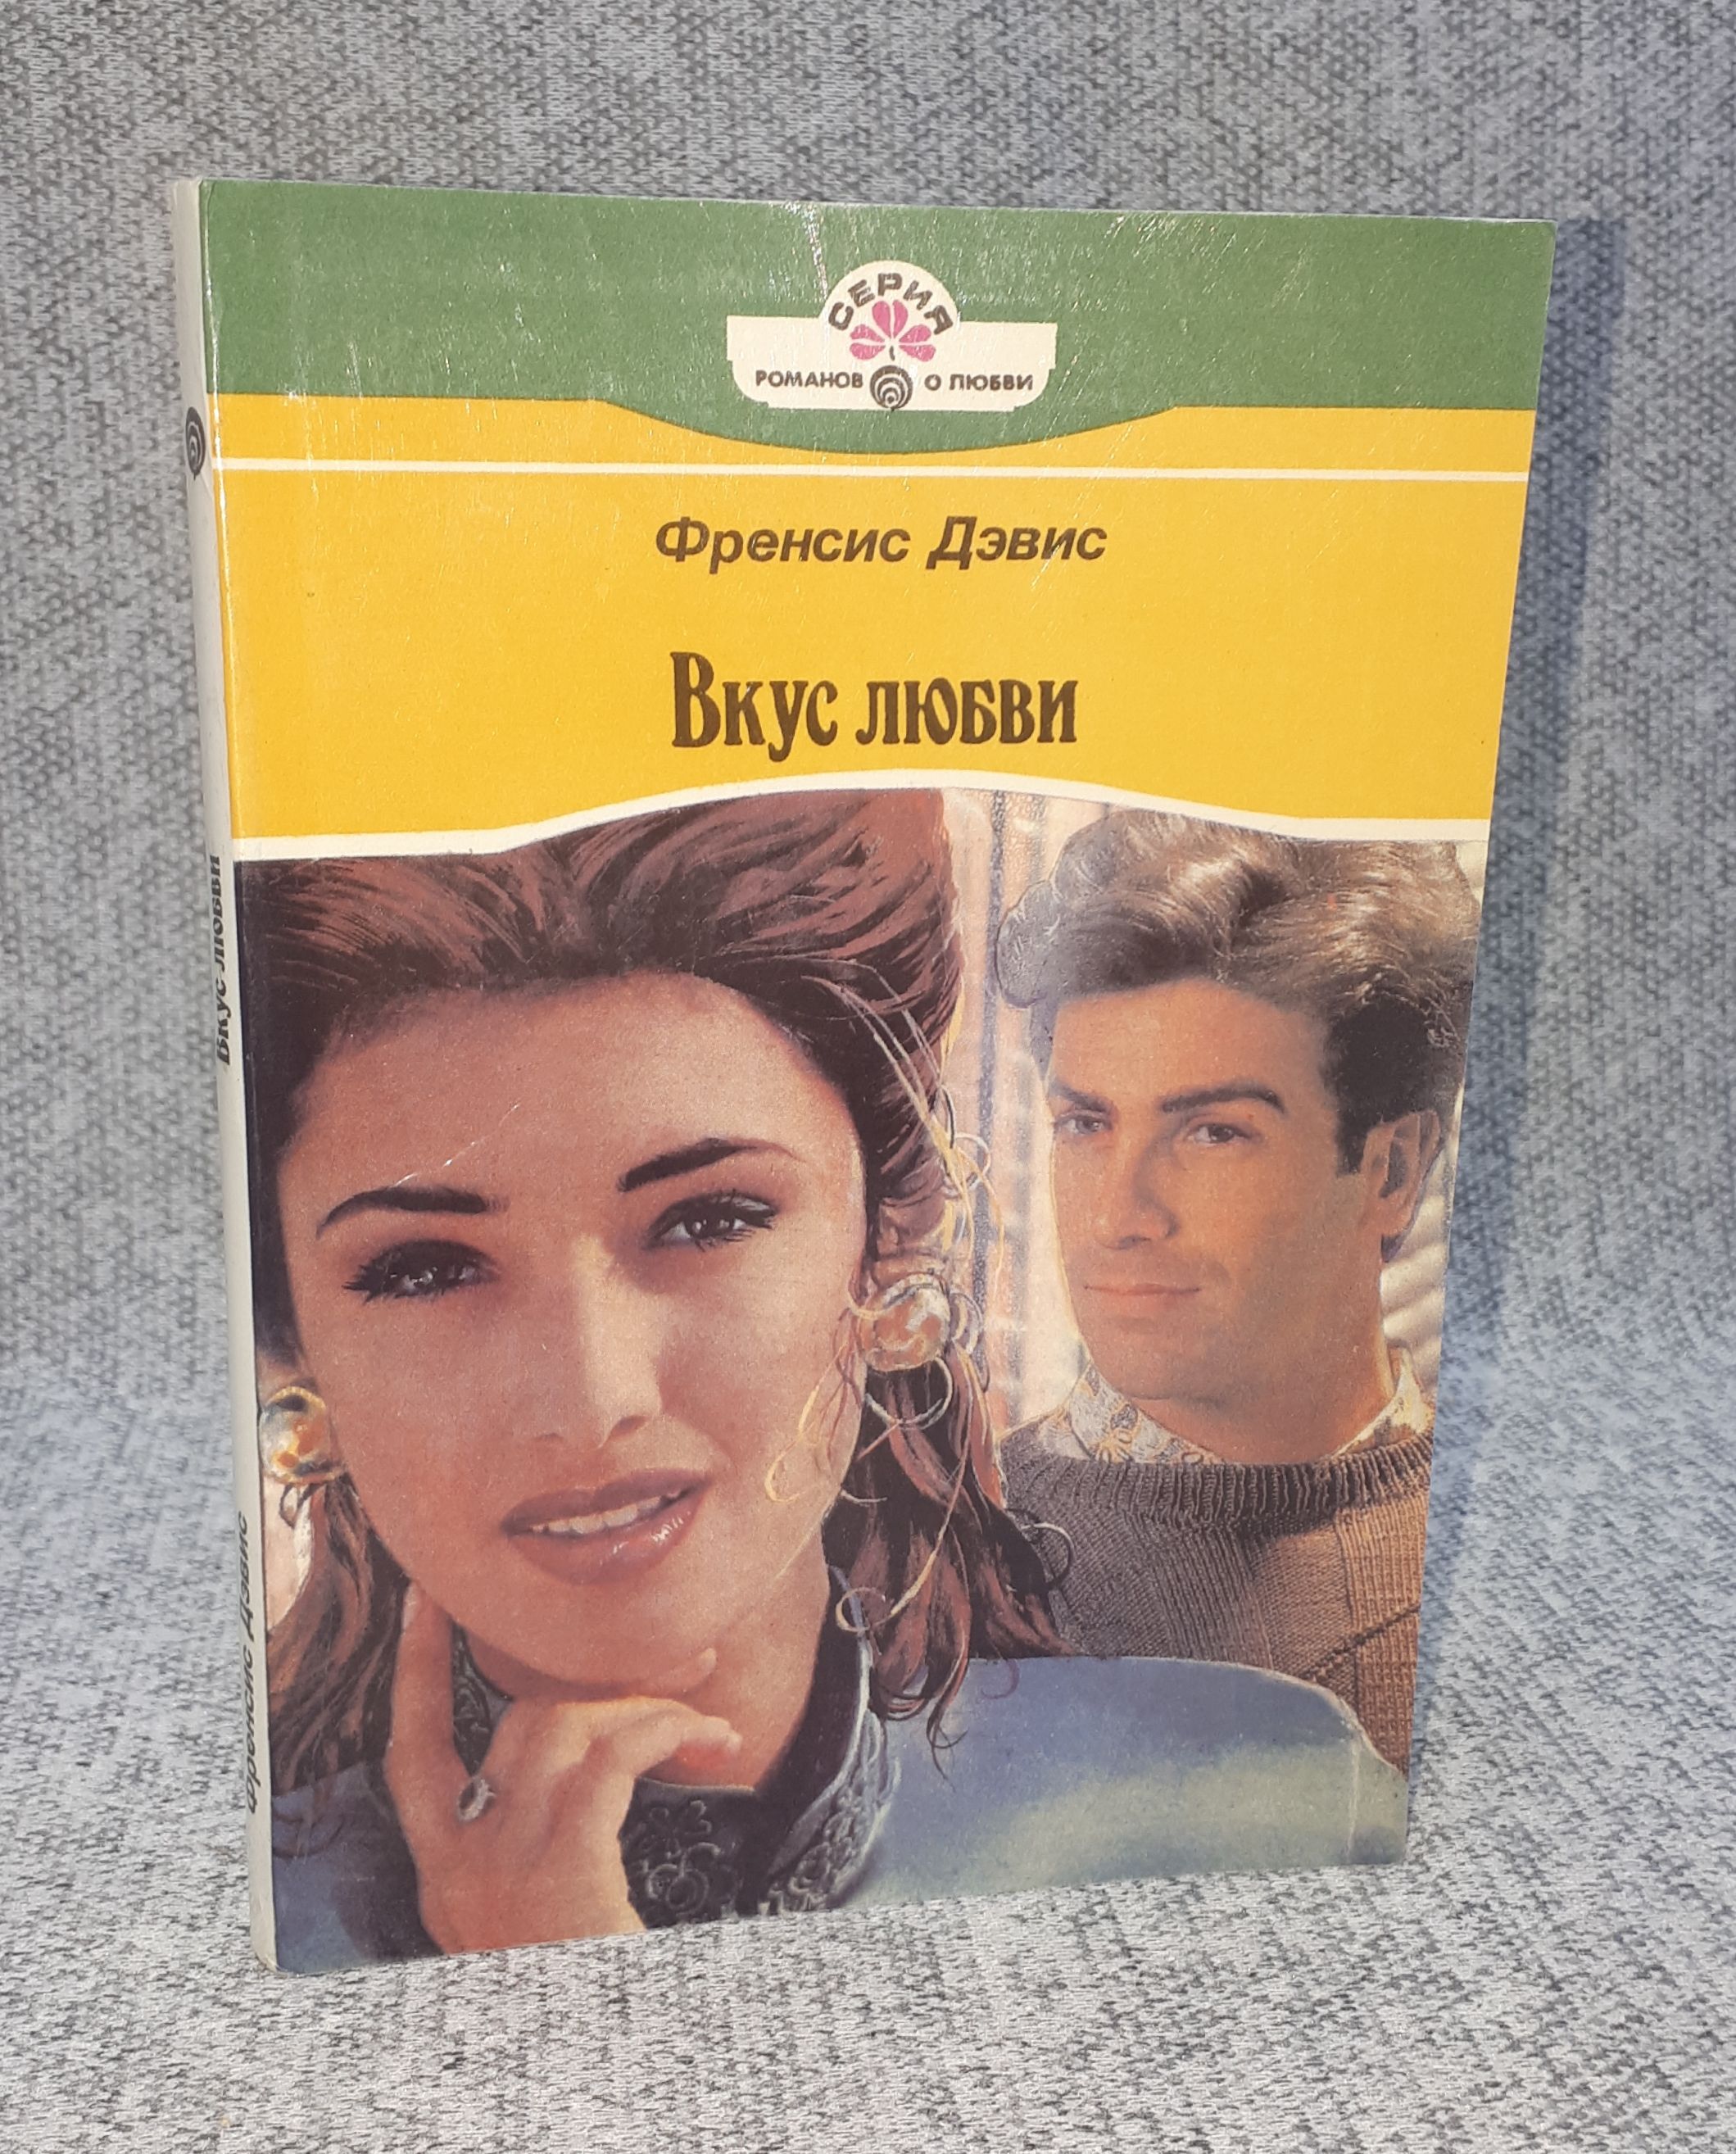 СЕРИЯ
РОМАНОВ О ЛЮБВИ
Френсис Дэвис
Вкус любви
Вкус любви
Френсис Дэвис